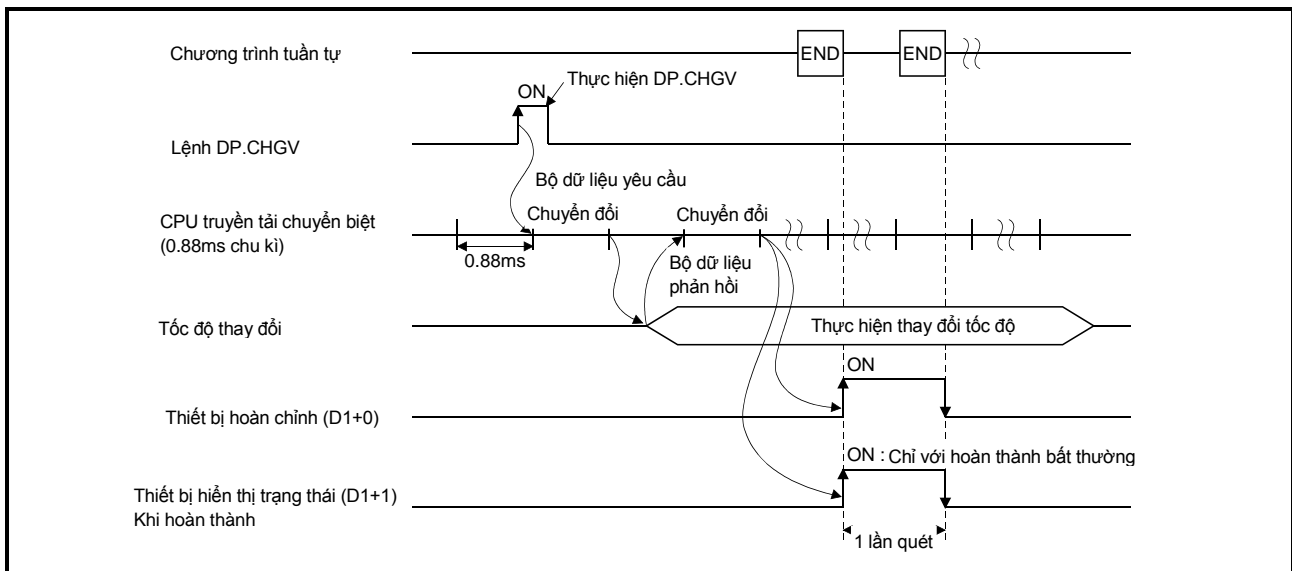 Chương trình tuần tự
END
END
Thực hiện DP.CHGV
ON
Lệnh DP.CHGV
Bộ dữ liệu yêu cầu
CPU truyền tải chuyển biệt
(0.88ms chu kì)
Chuyển đổi
Chuyển đổi
0.88ms
Bộ dữ liệu
phản hồi
Tốc độ thay đổi
Thực hiện thay đổi tốc độ
ON
Thiết bị hoàn chỉnh (D1+0)
ON : Chỉ với hoàn thành bất thường
Thiết bị hiển thị trạng thái (D1+1)
Khi hoàn thành
1 lần quét